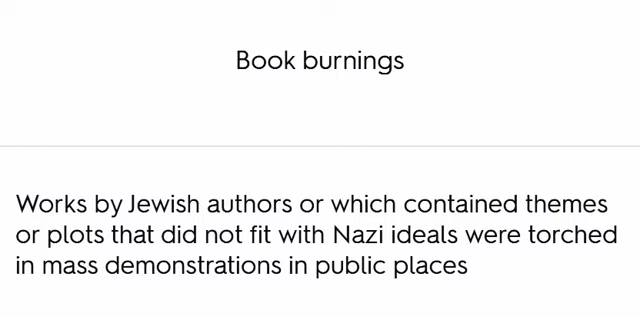 Book burnings
Works by Jewish authors or which contained themes
or plots that did not fit with Nazi ideals were torched
in mass demonstrations in public places